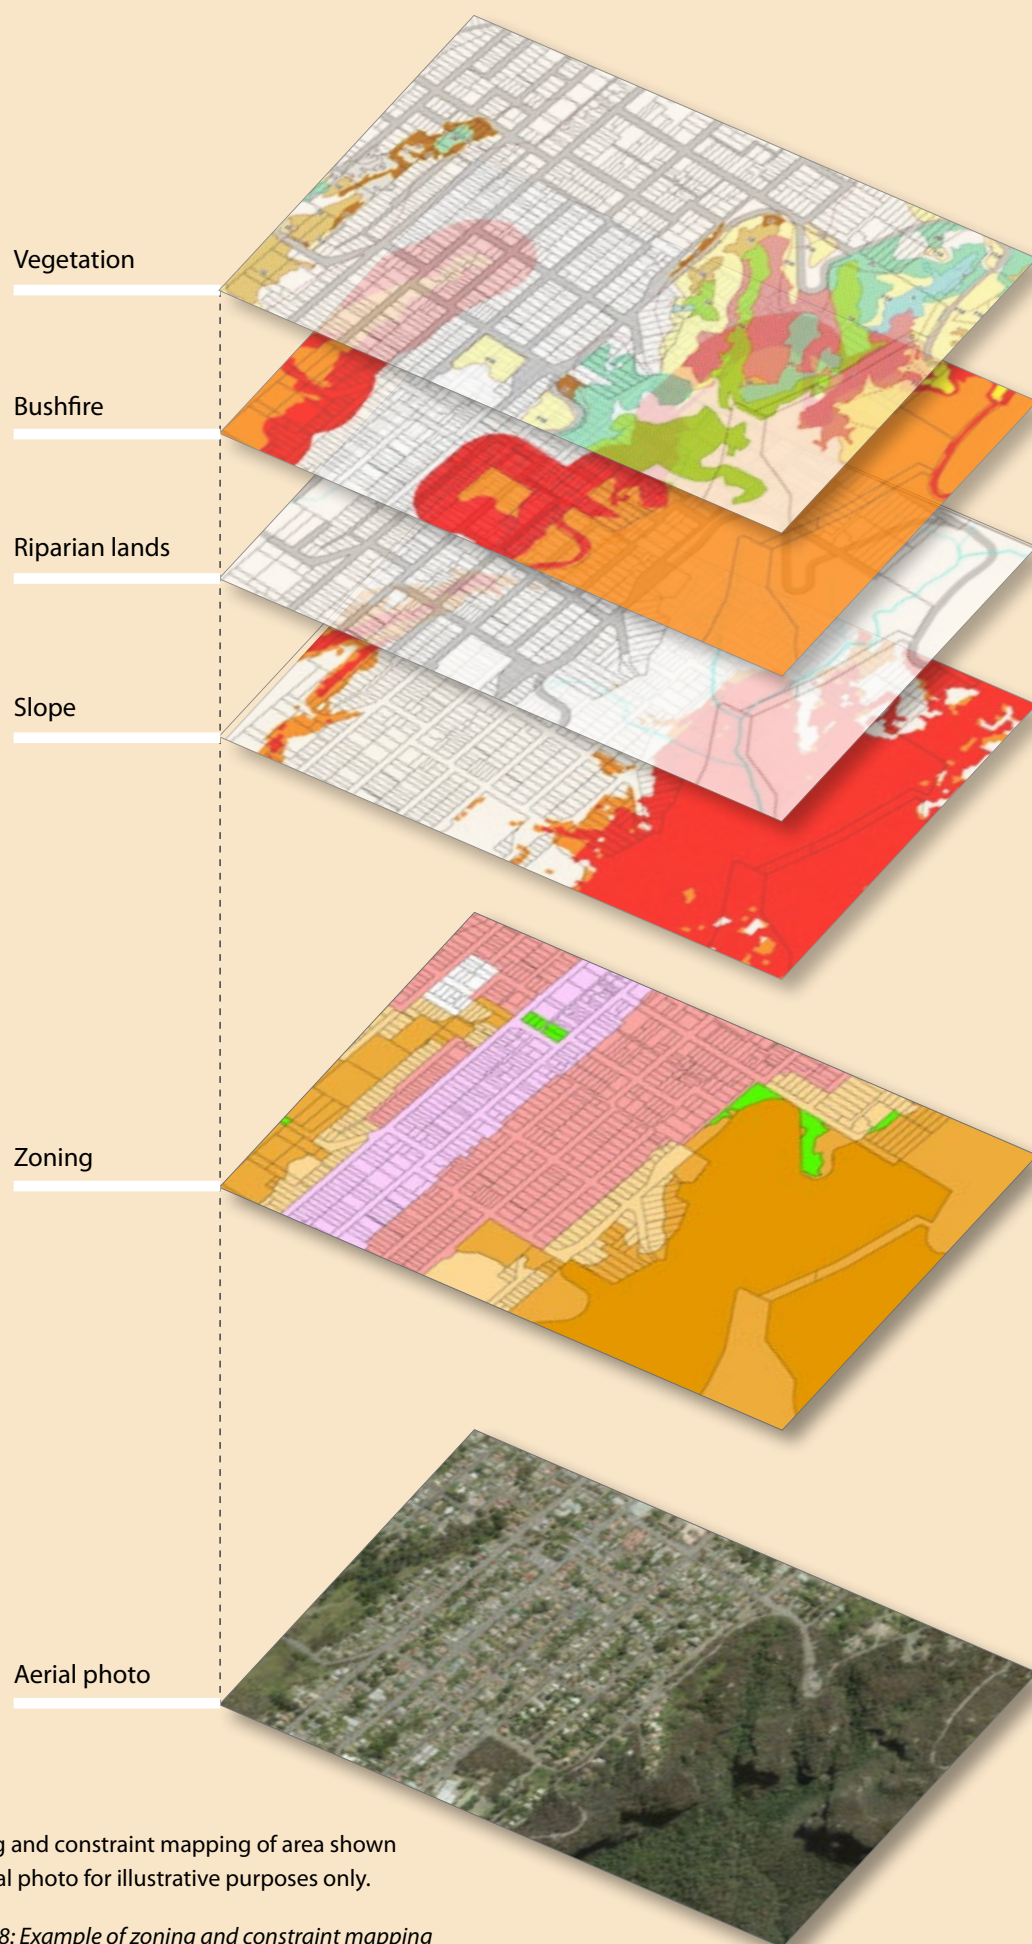 Vegetation
Bushfire
Riparian lands
Slope
Zoning
Aerial photo
g and constraint mapping of area shown
al photo for illustrative purposes only.
8: Example of zoning and constraint mapping